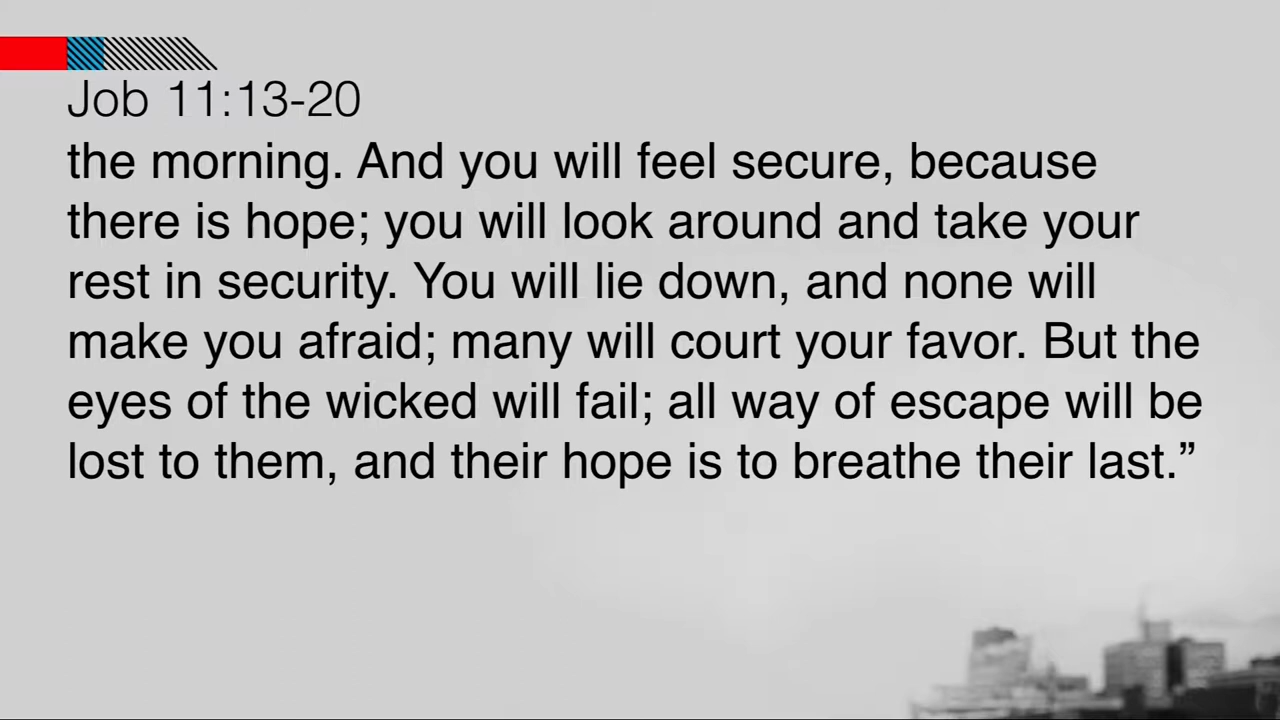 Job 11:13-20
the morning. And you will feel secure, because
there is hope; you will look around and take your
rest in security. You will lie down, and none will
make you afraid; many will court your favor. But the
eyes of the wicked will fail; all way of escape will be
lost to them, and their hope is to breathe their last.”